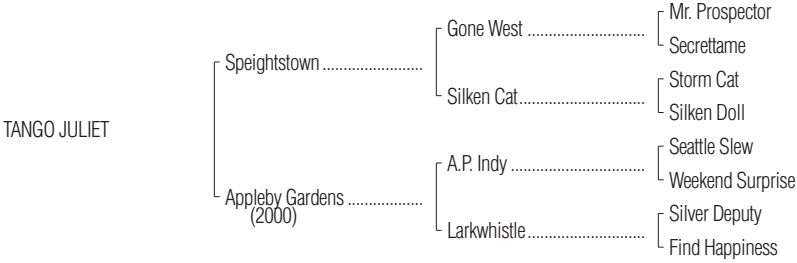 Mr. Prospector
Gone West ..............................
Secrettame
Speightstown ........................
Storm Cat
Silken Cat................................
Silken Doll
TANGO JULIET
Seattle Slew
A.P. Indy ..................................
Weekend Surprise
Appleby Gardens ..................
(2000)
Silver Deputy
Larkwhistle..............................
Find Happiness